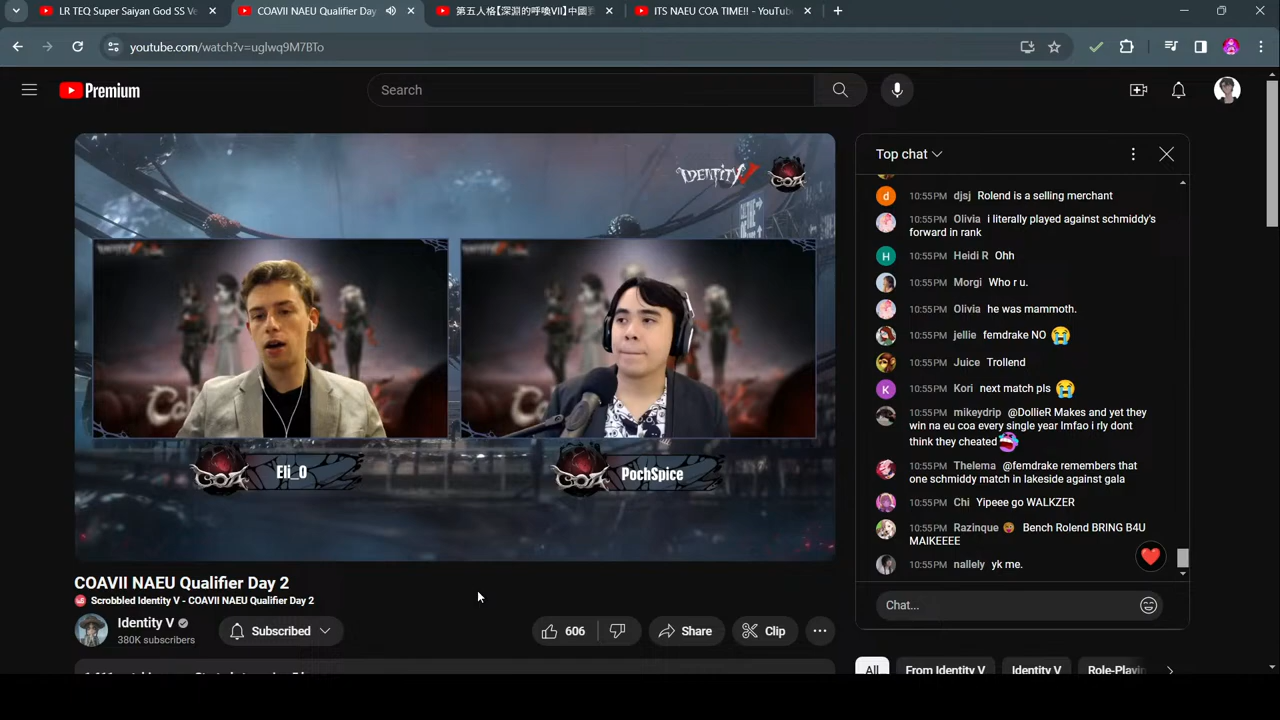 LR TEQ Super Saiyan God SS Ve
COAVII NAEU Qualifier Day
第五人格【深淵的呼喚VII】中國
ITS NAEU COA TIME!! - YouTub
youtube.com/watch?v=uglwq9M7BTo
Premium
Search
IDENTITY V
COA
Top chat
10:55PM djsj Rolend is a selling merchant
10:55PM Olivia i literally played against schmiddy's
forward in rank
10:55PM Heidi R Ohh
10:55PM Morgi Who r u.
10:55PM Olivia he was mammoth.
10:55PM jellie femdrake NO 😭
10:55PM Juice Trollend
K
10:55PM Kori next match pls 😭
10:55PM mikeydrip @DollieR Makes and yet they
win na eu coa every single year lmfao i rly dont
think they cheated
10:55PM Thelema @femdrake remembers that
one schmiddy match in lakeside against gala
10:55PM Chi Yipeee go WALKZER
10:55PM Razinque Bench Rolend BRING B4U
MAIKEEEE
10:55PM nallely yk me.
Chat...
COA
Eli_O
COA
PochSpice
COAVII NAEU Qualifier Day 2
Scrobbled Identity V - COAVII NAEU Qualifier Day 2
Identity V
380K subscribers
Subscribed
606
Share
Clip
All
From Identity V
Identity V
Role-Playin